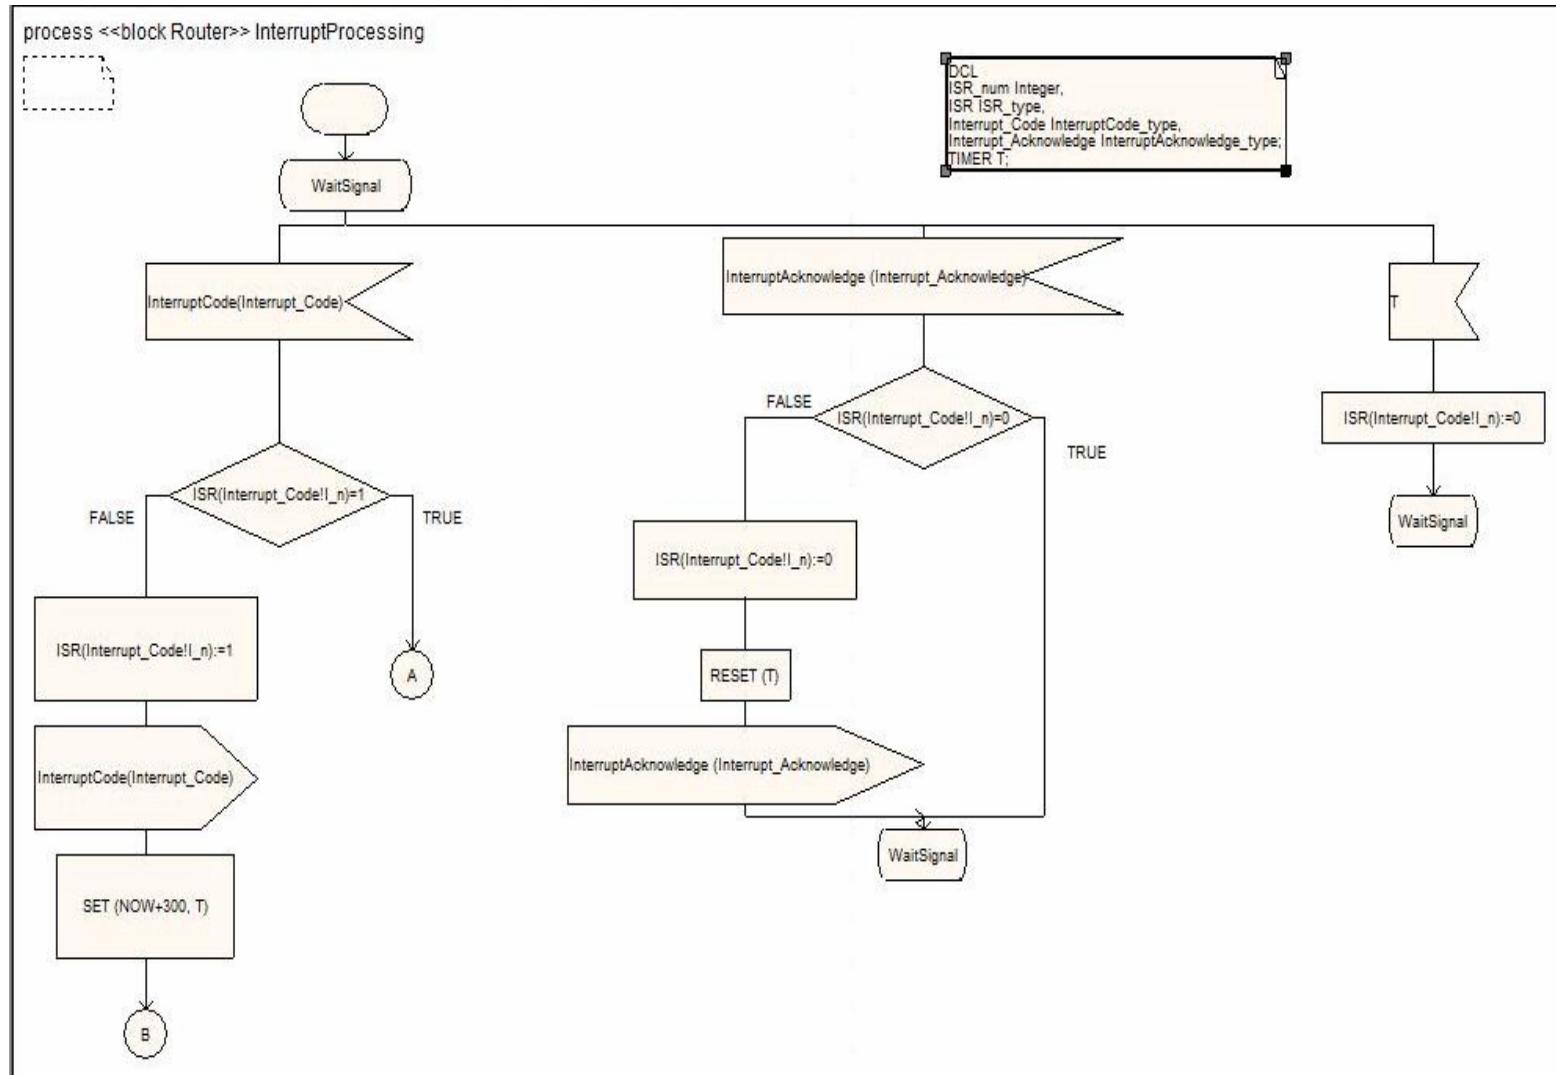 process <<block Router>> InterruptProcessing
DCL
ISR_num Integer,
ISR ISR_type,
Interrupt_Code InterruptCode_type,
Interrupt_Acknowledge InterruptAcknowledge_type;
TIMER T;
WaitSignal
InterruptCode(Interrupt_Code)
ISR(Interrupt_Code!I_n)=1
FALSE
TRUE
ISR(Interrupt_Code!I_n):=1
A
InterruptCode(Interrupt_Code)
SET (NOW+300, T)
B
InterruptAcknowledge (Interrupt_Acknowledge)
ISR(Interrupt_Code!I_n)=0
FALSE
TRUE
ISR(Interrupt_Code!I_n):=0
RESET (T)
InterruptAcknowledge (Interrupt_Acknowledge)
WaitSignal
T
ISR(Interrupt_Code!I_n):=0
WaitSignal